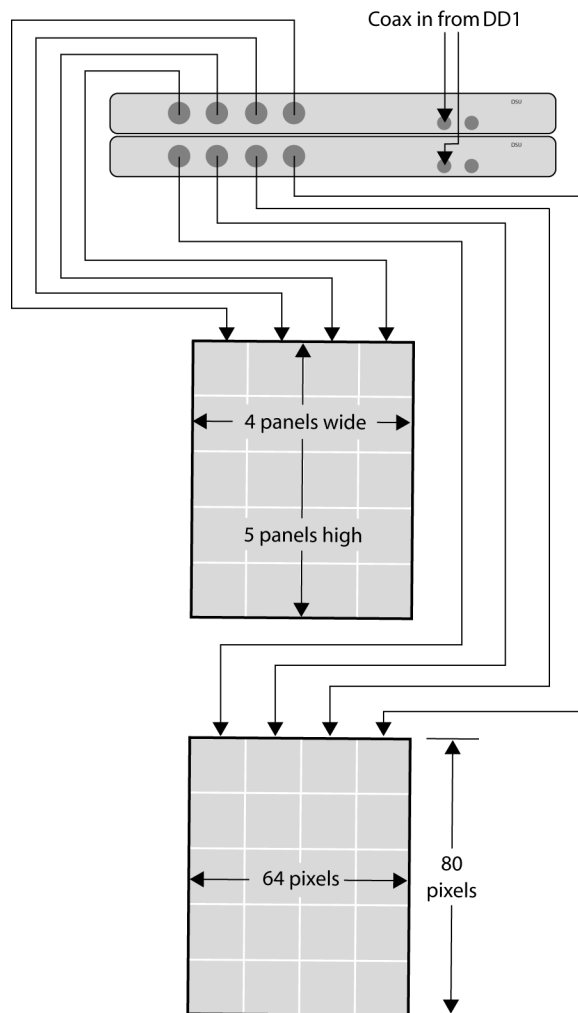 Coax in from DD1
DSU
DSU
4 panels wide
5 panels high
64 pixels
80
pixels